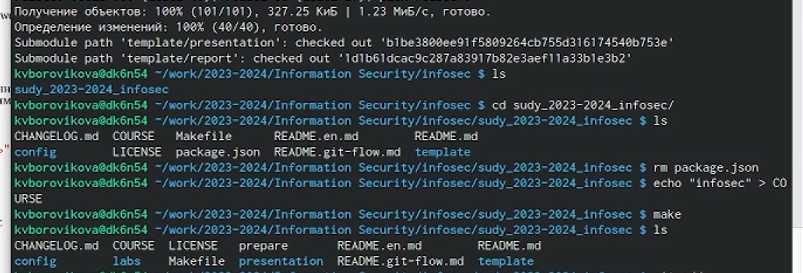 Получение объектов: 100% (101/101), 327.25 КиБ | 1.23 МиБ/с, готово.
Определение изменений: 100% (40/40), готово.
Submodule path 'template/presentation': checked out 'b1be3800ee91f5809264cb755d316174540b753e'
Submodule path 'template/report': checked out '1d1b61dcac9c287a83917b82e3aef11a33b1e3b2'
kvborovikova@dk6n54 ~/work/2023-2024/Information Security/infosec $ ls
sudy_2023-2024_infosec
kvborovikova@dk6n54 ~/work/2023-2024/Information Security/infosec $ cd sudy_2023-2024_infosec/
kvborovikova@dk6n54 ~/work/2023-2024/Information Security/infosec/sudy_2023-2024_infosec $ ls
CHANGELOG.md COURSE Makefile README.en.md README.md
config LICENSE package.json README.git-flow.md template
kvborovikova@dk6n54 ~/work/2023-2024/Information Security/infosec/sudy_2023-2024_infosec $ rm package.json
kvborovikova@dk6n54 ~/work/2023-2024/Information Security/infosec/sudy_2023-2024_infosec $ echo "infosec" > CO
URSE
kvborovikova@dk6n54 ~/work/2023-2024/Information Security/infosec/sudy_2023-2024_infosec $ make
kvborovikova@dk6n54 ~/work/2023-2024/Information Security/infosec/sudy_2023-2024_infosec $ ls
CHANGELOG.md COURSE LICENSE prepare README.en.md README.md
config labs Makefile presentation README.git-flow.md template